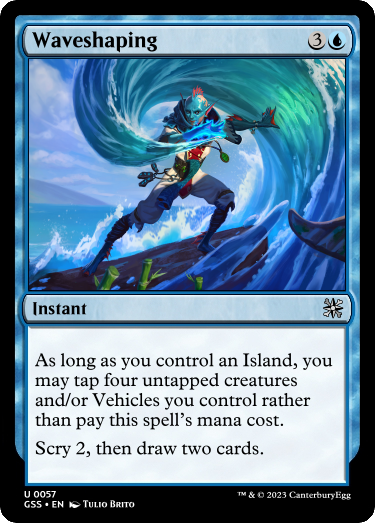 Waveshaping 3
Instant
As long as you control an Island, you
may tap four untapped creatures
and/or Vehicles you control rather
than pay this spell's mana cost.
Scry 2, then draw two cards.
U 0057
GSS • EN Tulio Brito
™ & © 2023 CanterburyEgg